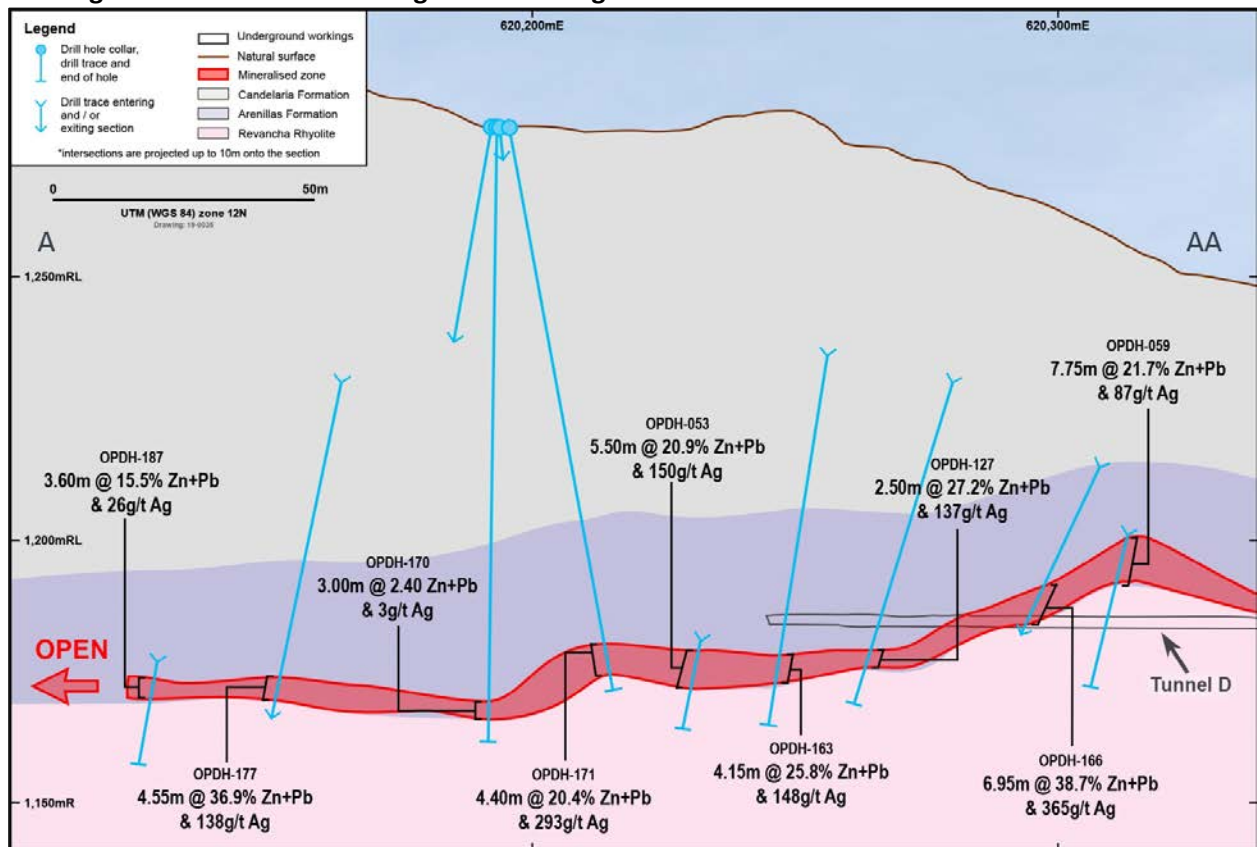 620,200mE
620,300mE
Legend
Drill hole collar,
drill trace and
end of hole
Drill trace entering
and / or
exiting section
Underground workings
Natural surface
Mineralised zone
Candelaria Formation
Arenillas Formation
Revancha Rhyolite
*intersections are projected up to 10m onto the section
0
50m
UTM (WGS 84) zone 12N
Drawing: 19-0035
A
AA
1,250mRL
OPDH-059
7.75m @ 21.7% Zn+Pb
& 87g/t Ag
OPDH-053
5.50m @ 20.9% Zn+Pb
& 150g/t Ag
OPDH-187
3.60m @ 15.5% Zn+Pb
& 26g/t Ag
OPDH-127
2.50m @ 27.2% Zn+Pb
& 137g/t Ag
1,200mRL
OPDH-170
3.00m @ 2.40 Zn+Pb
& 3g/t Ag
OPEN
Tunnel D
OPDH-177
4.55m @ 36.9% Zn+Pb
& 138g/t Ag
OPDH-171
4.40m @ 20.4% Zn+Pb
& 293g/t Ag
OPDH-163
4.15m @ 25.8% Zn+Pb
& 148g/t Ag
OPDH-166
6.95m @ 38.7% Zn+Pb
& 365g/t Ag
1,150mR